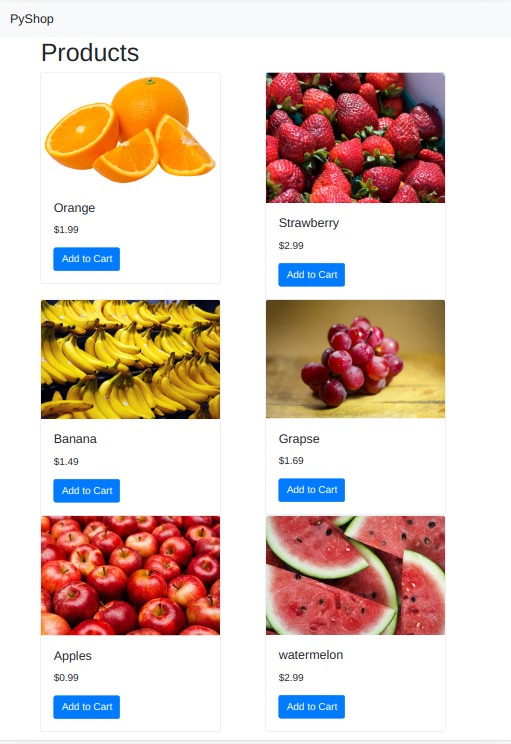 PyShop
Products
Orange
$1.99
Add to Cart
Strawberry
$2.99
Add to Cart
Banana
$1.49
Add to Cart
Grapse
$1.69
Add to Cart
Apples
$0.99
Add to Cart
watermelon
$2.99
Add to Cart